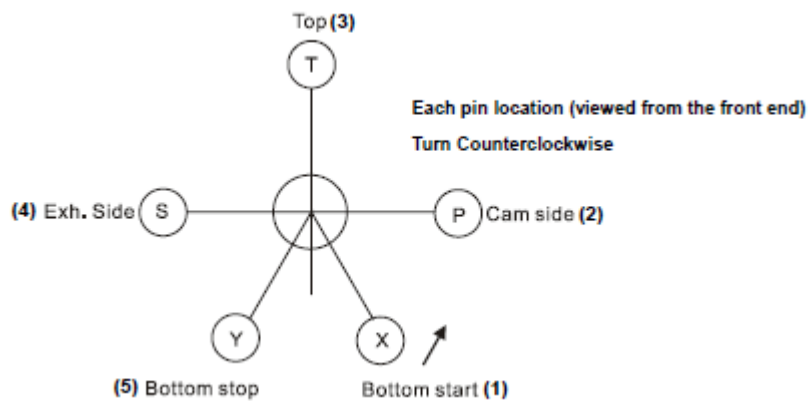 Top (3)
T
Each pin location (viewed from the front end)
Turn Counterclockwise
(4) Exh. Side
S
P
Cam side (2)
Y
X
(5) Bottom stop
Bottom start (1)